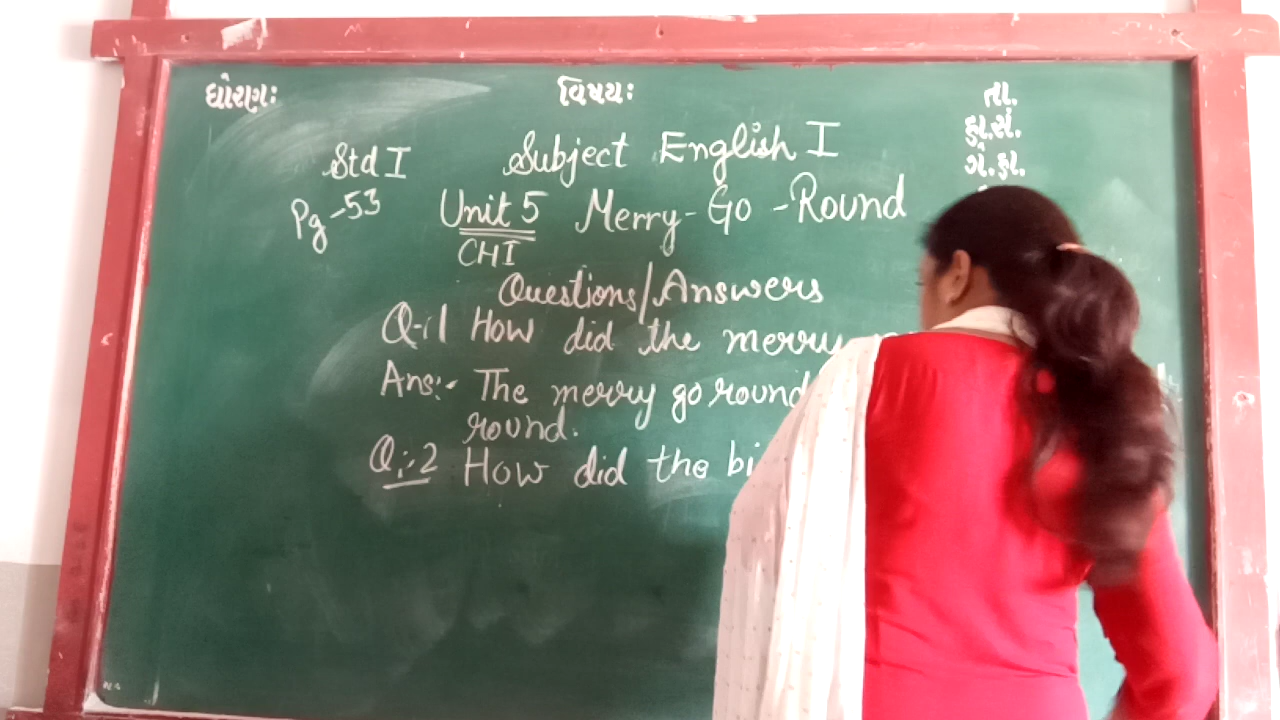 ધોરણઃ વિષયઃ તા.
હા.સં.
ગે.હા.
Std I Subject English I
Pg-53 Unit 5 Merry-Go-Round
CHI
Questions/Answers
Q-:1 How did the merry
Ans:- The merry go round
round.
Q:-2 How did the